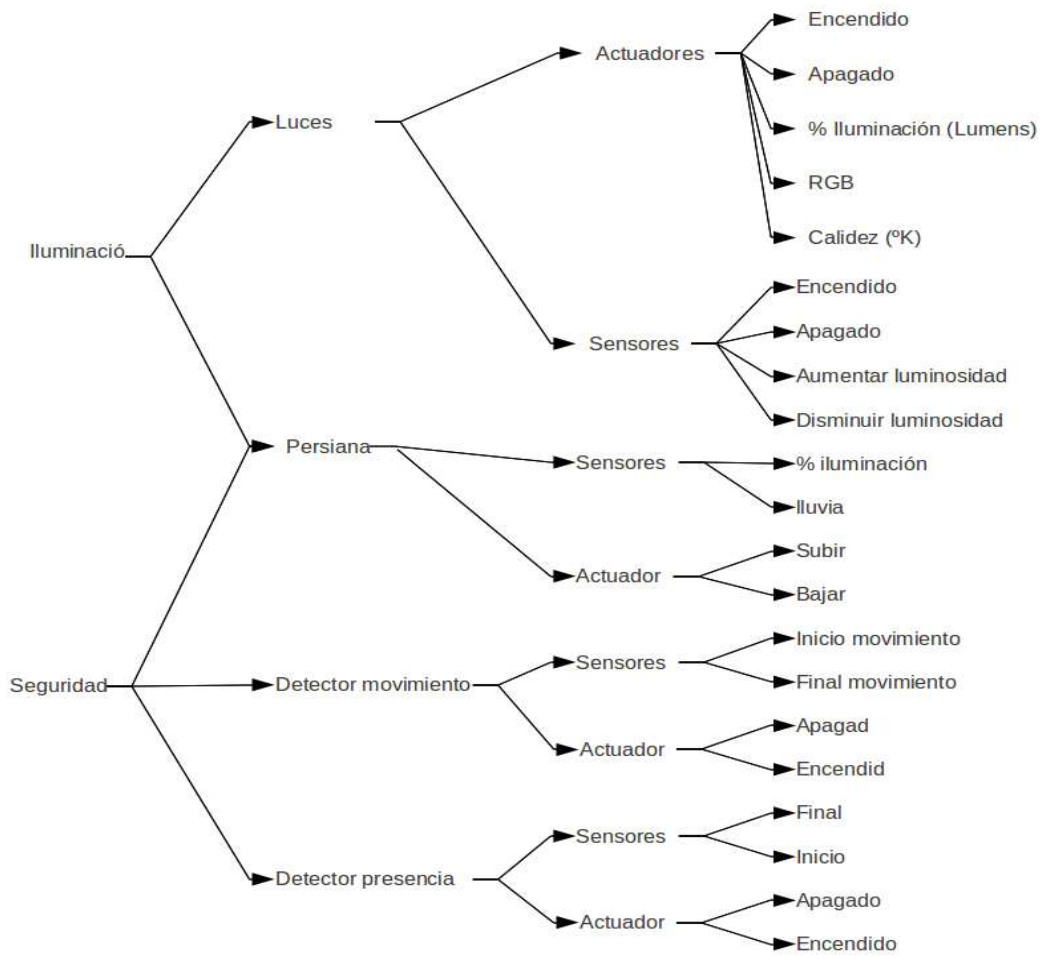 Encendido
Actuadores
Apagado
Luces
% Iluminación (Lumens)
RGB
Calidez (ºK)
Iluminació
Encendido
Apagado
Sensores
Aumentar luminosidad
Disminuir luminosidad
Persiana
Sensores
% iluminación
lluvia
Subir
Actuador
Bajar
Inicio movimiento
Sensores
Seguridad
Detector movimiento
Final movimiento
Apagad
Actuador
Encendid
Final
Sensores
Inicio
Detector presencia
Apagado
Actuador
Encendido